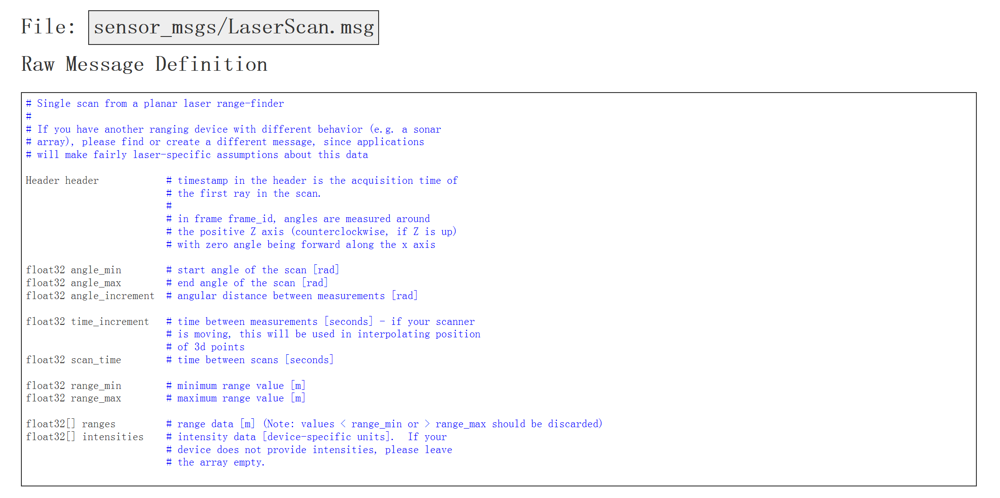 File: sensor_msgs/LaserScan.msg
Raw Message Definition
# Single scan from a planar laser range-finder
#
# If you have another ranging device with different behavior (e.g. a sonar
# array), please find or create a different message, since applications
# will make fairly laser-specific assumptions about this data
Header header            # timestamp in the header is the acquisition time of
                         # the first ray in the scan.
                         #
                         # in frame frame_id, angles are measured around
                         # the positive Z axis (counterclockwise, if Z is up)
                         # with zero angle being forward along the x axis
float32 angle_min        # start angle of the scan [rad]
float32 angle_max        # end angle of the scan [rad]
float32 angle_increment  # angular distance between measurements [rad]
float32 time_increment   # time between measurements [seconds] - if your scanner
                         # is moving, this will be used in interpolating position
                         # of 3d points
float32 scan_time        # time between scans [seconds]
float32 range_min        # minimum range value [m]
float32 range_max        # maximum range value [m]
float32[] ranges         # range data [m] (Note: values < range_min or > range_max should be discarded)
float32[] intensities    # intensity data [device-specific units].  If your
                         # device does not provide intensities, please leave
                         # the array empty.